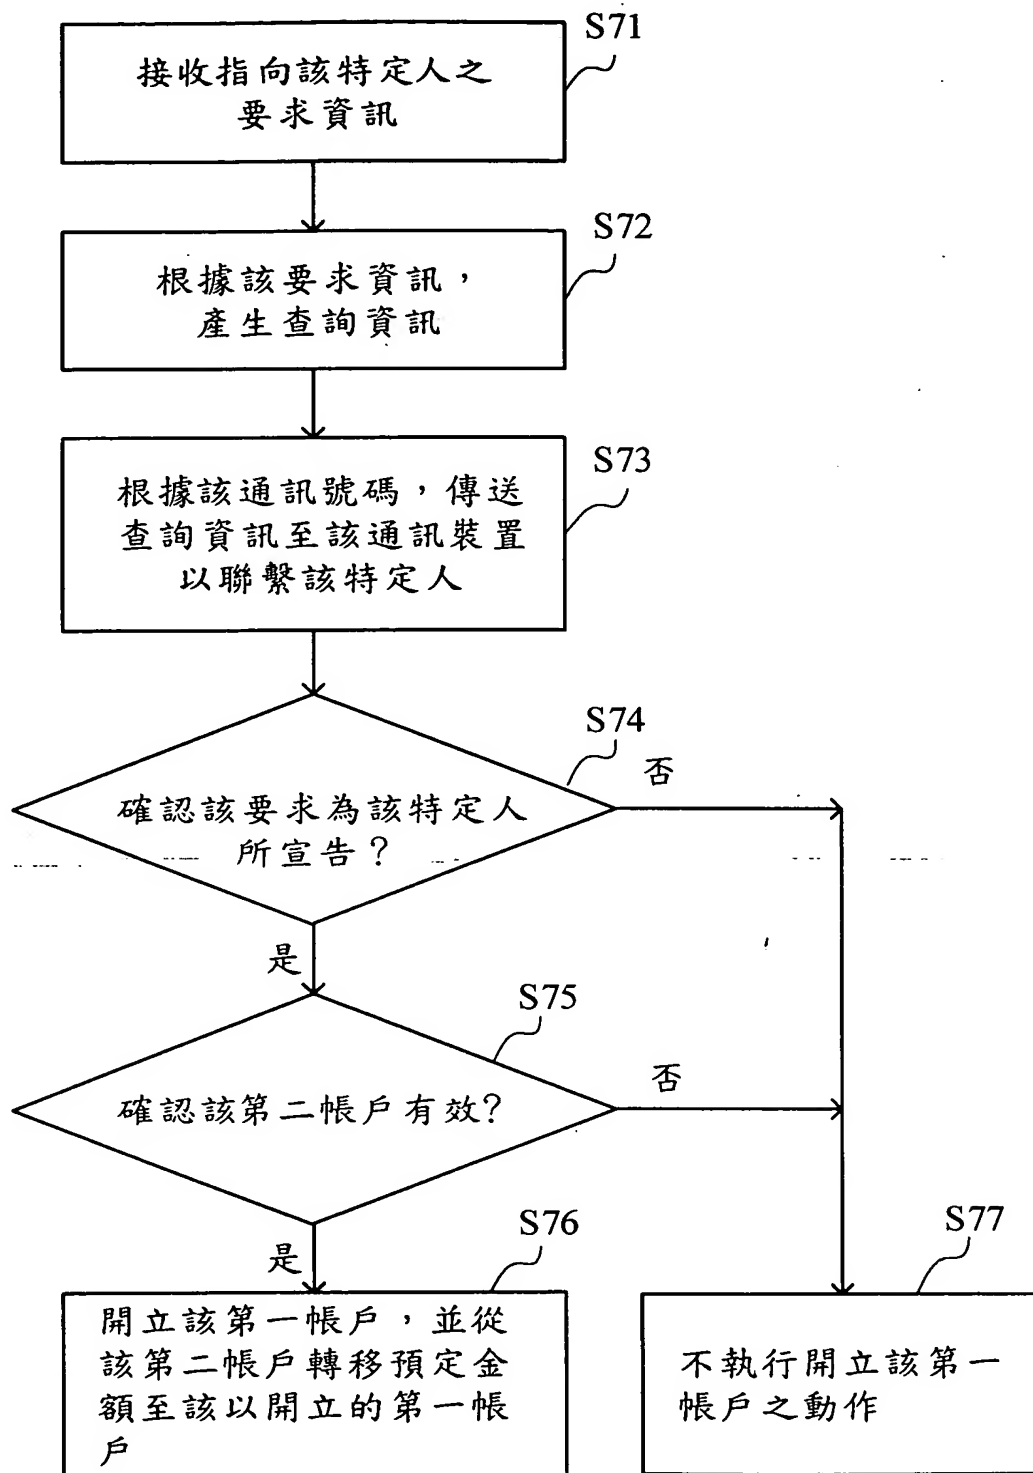 S71
接收指向該特定人之
要求資訊
S72
根據該要求資訊，
產生查詢資訊
S73
根據該通訊號碼，傳送
查詢資訊至該通訊裝置
以聯繫該特定人
S74
否
確認該要求為該特定人
所宣告？
是
S75
否
確認該第二帳戶有效？
是
S76
開立該第一帳戶，並從
該第二帳戶轉移預定金
額至該以開立的第一帳
戶
S77
不執行開立該第一
帳戶之動作